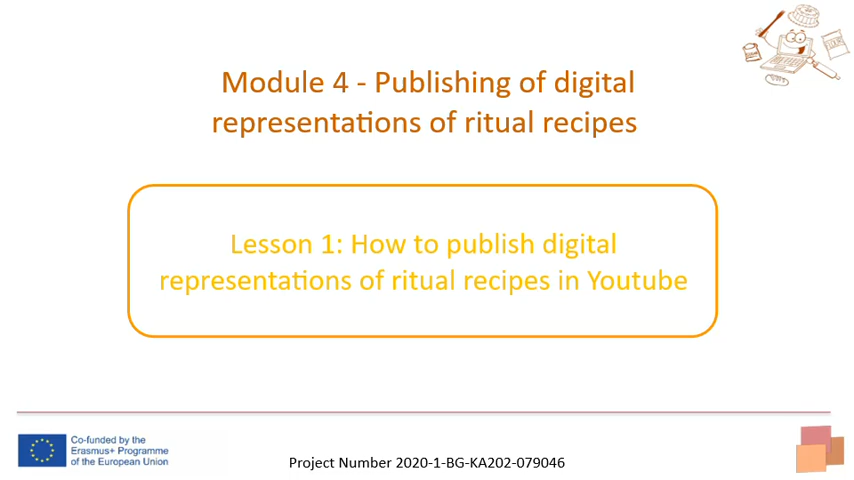 Module 4 - Publishing of digital
representations of ritual recipes
Lesson 1: How to publish digital
representations of ritual recipes in Youtube
Co-funded by the
Erasmus+ Programme
of the European Union
Project Number 2020-1-BG-KA202-079046